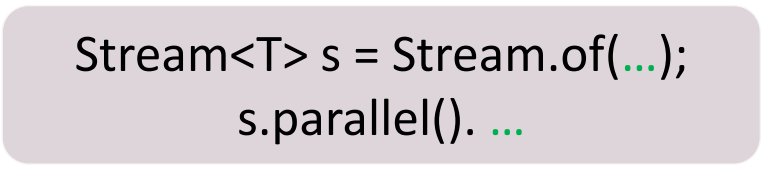 Stream<T> s = Stream.of(…);
s.parallel(). …